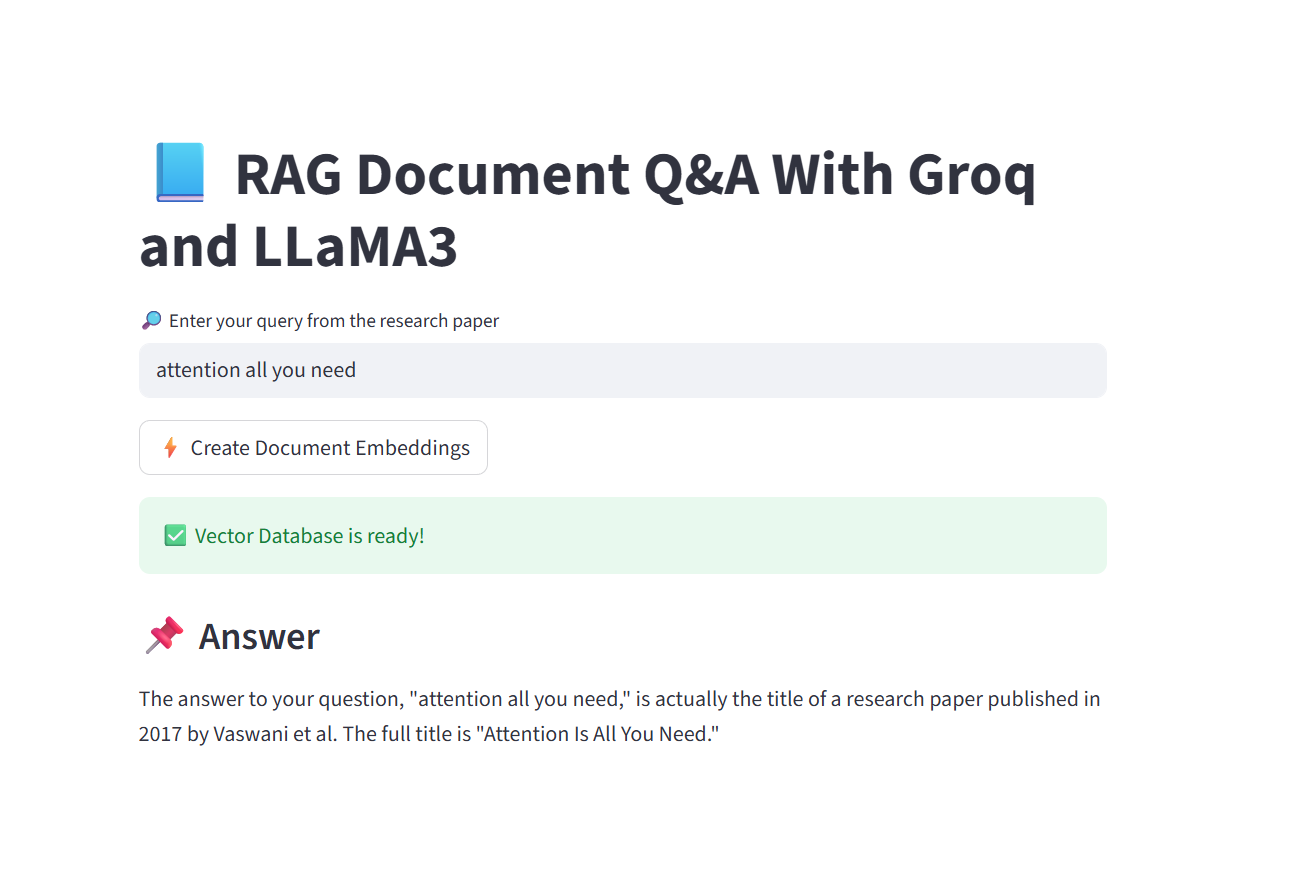 📘 RAG Document Q&A With Groq
and LLaMA3
🔎 Enter your query from the research paper
attention all you need
⚡ Create Document Embeddings
✅ Vector Database is ready!
📌 Answer
The answer to your question, "attention all you need," is actually the title of a research paper published in
2017 by Vaswani et al. The full title is "Attention Is All You Need."